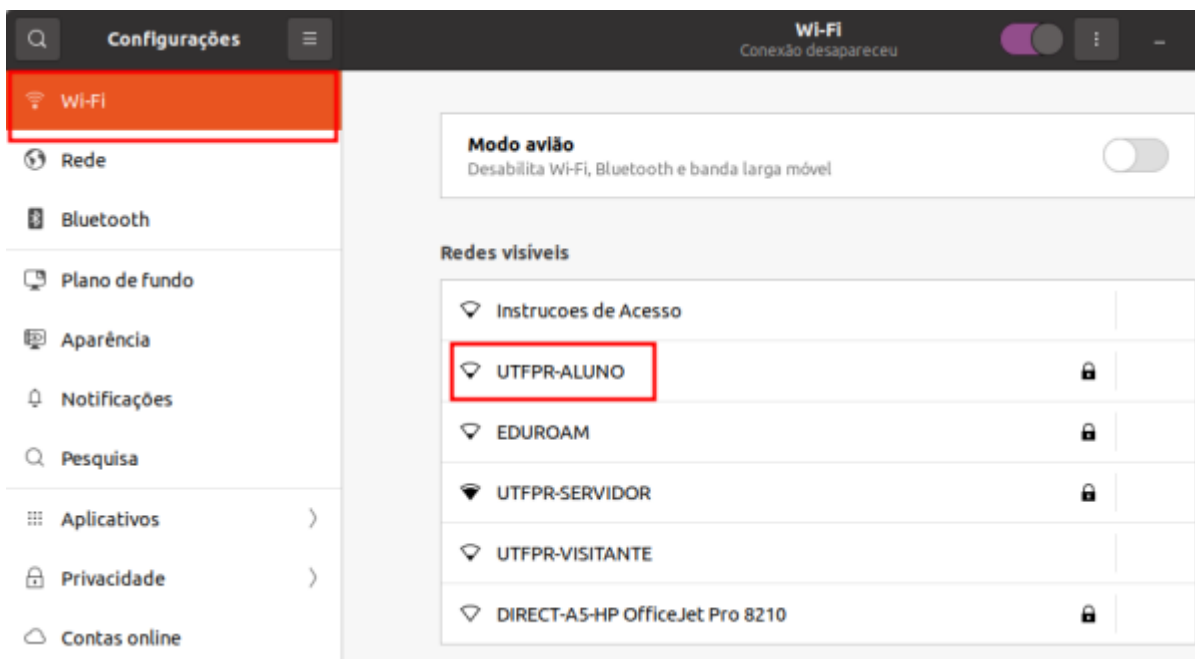 Configurações
Wi-Fi
Conexão desapareceu
Wi-Fi
Rede
Bluetooth
Plano de fundo
Aparência
Notificações
Pesquisa
Aplicativos
Privacidade
Contas online
Modo avião
Desabilita Wi-Fi, Bluetooth e banda larga móvel
Redes visíveis
Instrucoes de Acesso
UTFPR-ALUNO
EDUROAM
UTFPR-SERVIDOR
UTFPR-VISITANTE
DIRECT-A5-HP OfficeJet Pro 8210